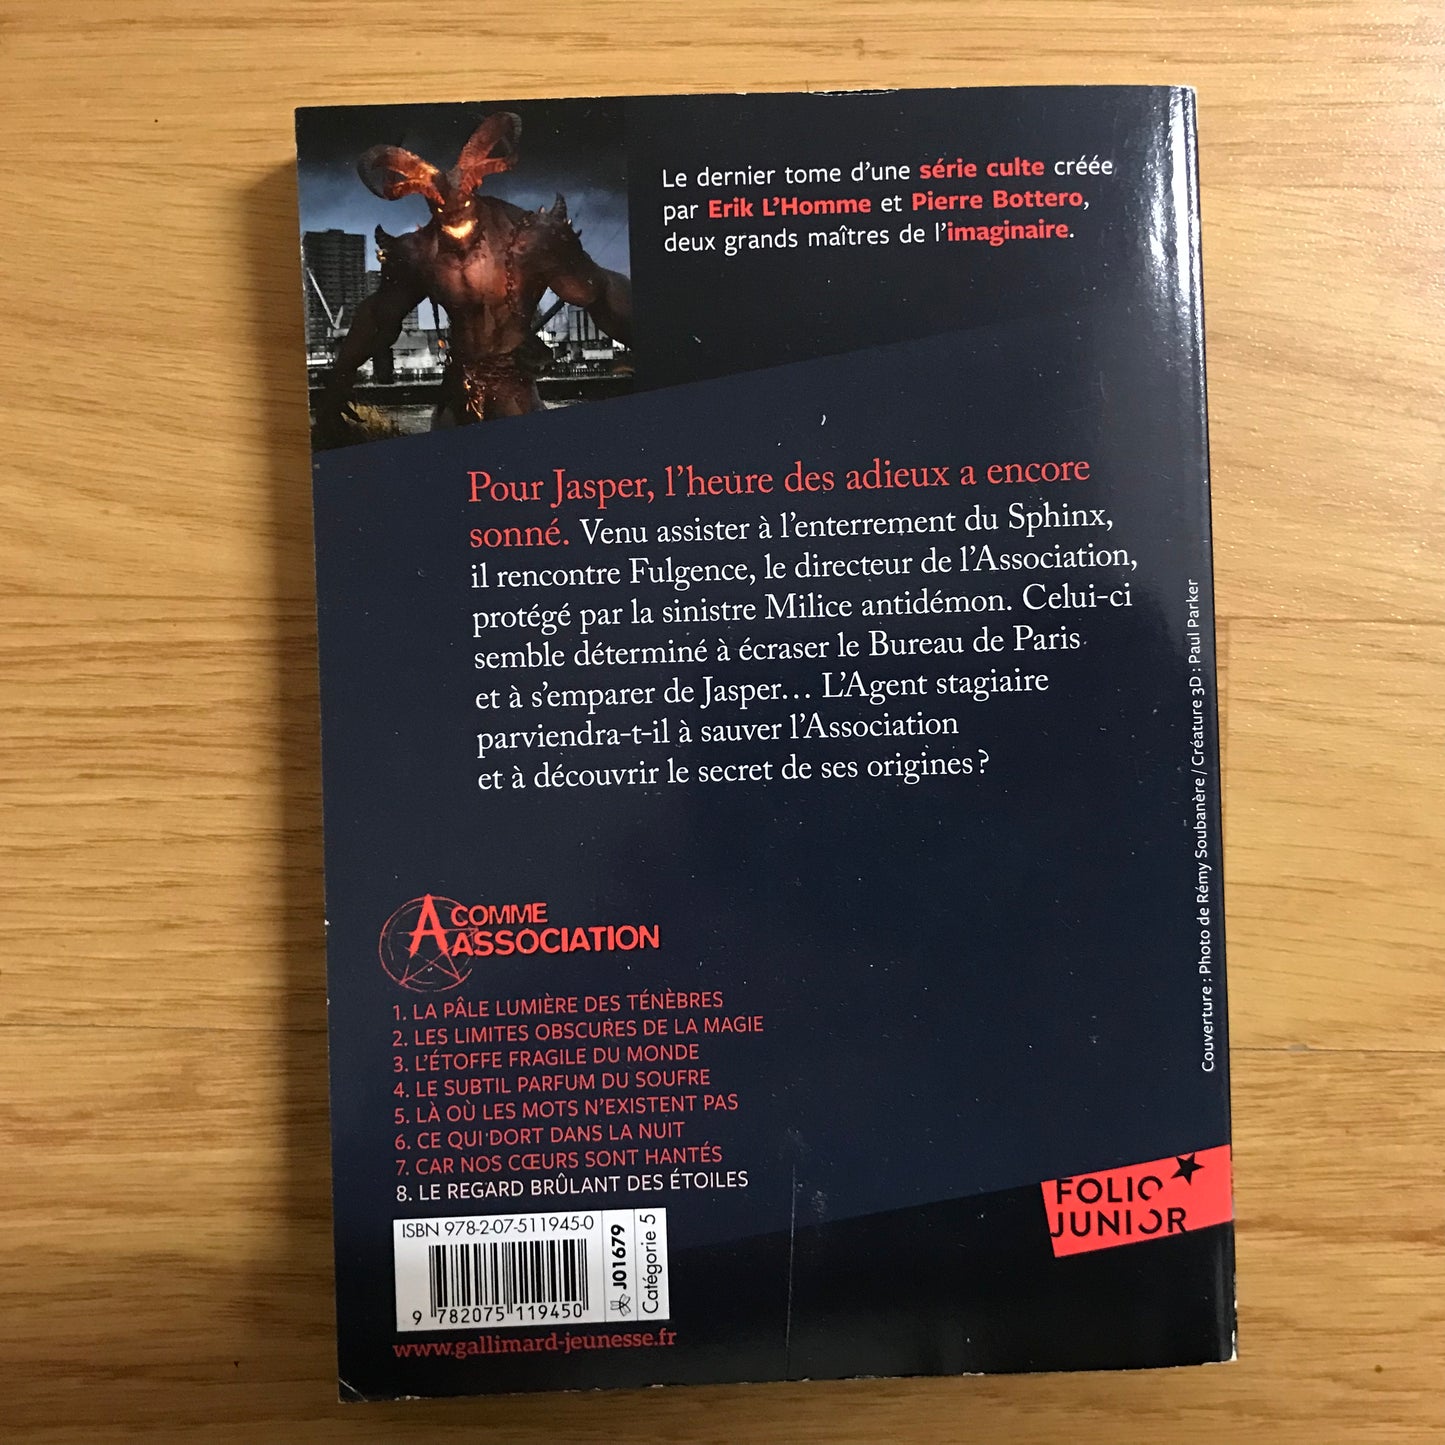 Le dernier tome d'une série culte créée
par Erik L'Homme et Pierre Bottero,
deux grands maîtres de l'imaginaire.
Pour Jasper, l'heure des adieux a encore
sonné. Venu assister à l'enterrement du Sphinx,
il rencontre Fulgence, le directeur de l'Association,
protégé par la sinistre Milice antidémon. Celui-ci
semble déterminé à écraser le Bureau de Paris
et à s'emparer de Jasper… L'Agent stagiaire
parviendra-t-il à sauver l'Association
et à découvrir le secret de ses origines ?
Couverture : Photo de Rémy Soubanère / Créature 3D : Paul Parker
A COMME
ASSOCIATION
1. LA PÂLE LUMIÈRE DES TÉNÈBRES
2. LES LIMITES OBSCURES DE LA MAGIE
3. L'ÉTOFFE FRAGILE DU MONDE
4. LE SUBTIL PARFUM DU SOUFRE
5. LÀ OÙ LES MOTS N'EXISTENT PAS
6. CE QUI DORT DANS LA NUIT
7. CAR NOS CŒURS SONT HANTÉS
8. LE REGARD BRÛLANT DES ÉTOILES
FOLIO
JUNIOR
ISBN 978-2-07-511945-0
9 782075 119450
J01679
Catégorie 5
www.gallimard-jeunesse.fr